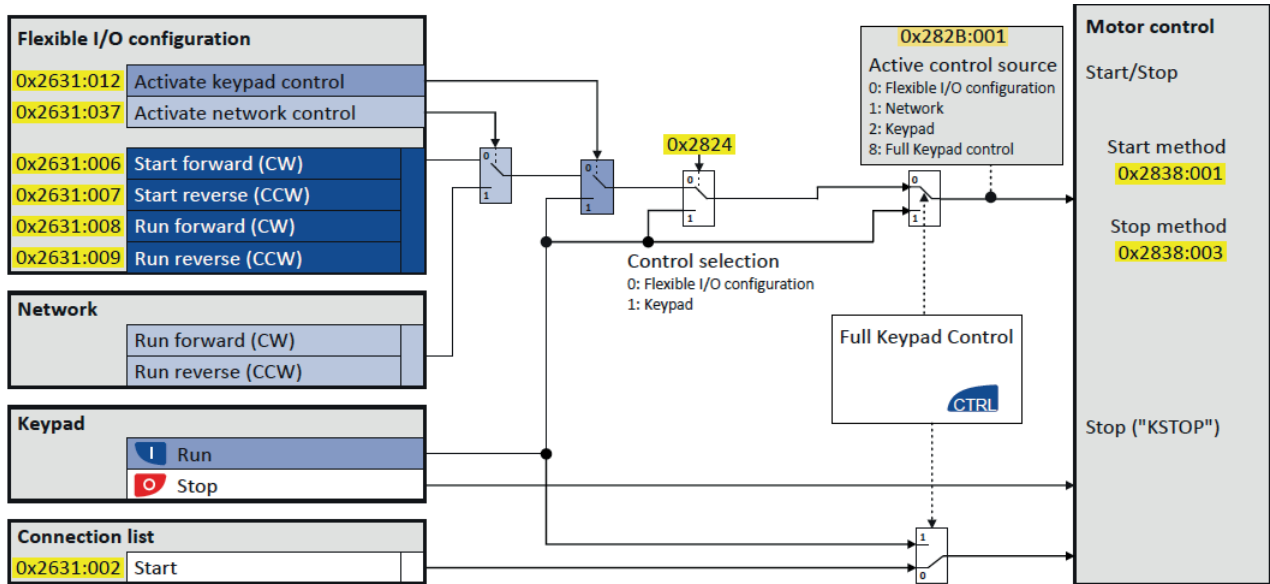 Flexible I/O configuration
0x2631:012 Activate keypad control
0x2631:037 Activate network control
0x2631:006 Start forward (CW)
0x2631:007 Start reverse (CCW)
0x2631:008 Run forward (CW)
0x2631:009 Run reverse (CCW)
Network
Run forward (CW)
Run reverse (CCW)
Keypad
I Run
O Stop
Connection list
0x2631:002 Start
0
1
0
1
0x2824
0
1
Control selection
0: Flexible I/O configuration
1: Keypad
0x282B:001
Active control source
0: Flexible I/O configuration
1: Network
2: Keypad
8: Full Keypad control
0
1
Full Keypad Control
CTRL
1
0
Motor control
Start/Stop
Start method
0x2838:001
Stop method
0x2838:003
Stop ("KSTOP")